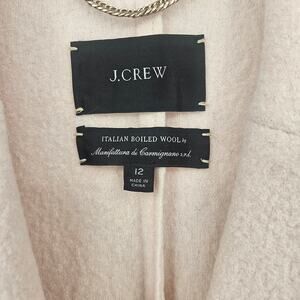 J.CREW
ITALIAN BOILED WOOL by
Manifattura di Carmignano s.r.l.
12
MADE IN
CHINA